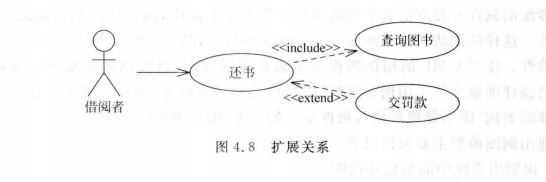 查询图书
<<include>>
还书
借阅者
<<extend>>
交罚款
图 4.8 扩展关系